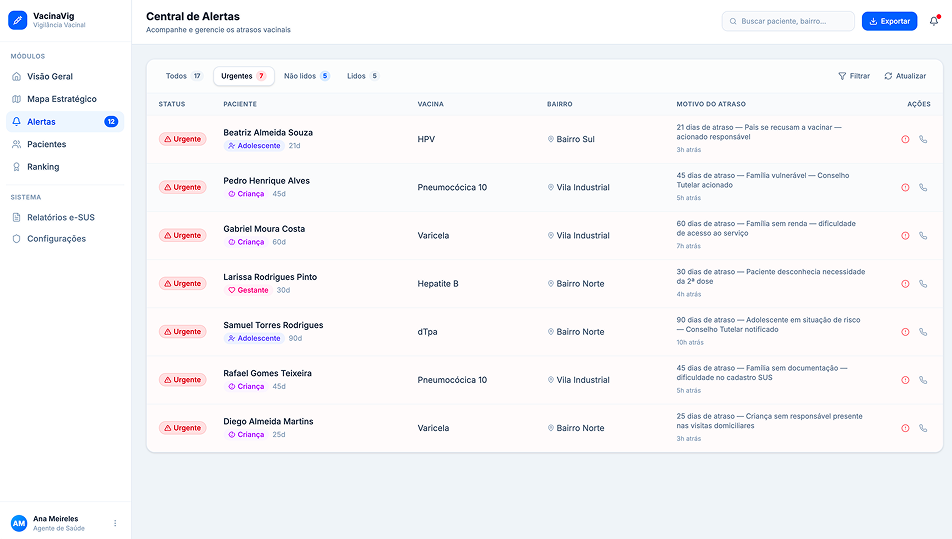 VacinaVig
Vigilância Vacinal
MÓDULOS
Visão Geral
Mapa Estratégico
Alertas 12
Pacientes
Ranking
SISTEMA
Relatórios e-SUS
Configurações
Ana Meireles
Agente de Saúde
AM
Central de Alertas
Acompanhe e gerencie os atrasos vacinais
Buscar paciente, bairro...
Exportar
Todos 17 Urgentes 7 Não lidos 5 Lidos 5
Filtrar Atualizar
STATUS PACIENTE VACINA BAIRRO MOTIVO DO ATRASO AÇÕES
Urgente
Beatriz Almeida Souza
Adolescente 21d
HPV
Bairro Sul
21 dias de atraso — Pais se recusam a vacinar —
acionado responsável
3h atrás
Urgente
Pedro Henrique Alves
Criança 45d
Pneumocócica 10
Vila Industrial
45 dias de atraso — Família vulnerável — Conselho
Tutelar acionado
5h atrás
Urgente
Gabriel Moura Costa
Criança 60d
Varicela
Vila Industrial
60 dias de atraso — Família sem renda — dificuldade
de acesso ao serviço
7h atrás
Urgente
Larissa Rodrigues Pinto
Gestante 30d
Hepatite B
Bairro Norte
30 dias de atraso — Paciente desconhecia necessidade
da 2ª dose
4h atrás
Urgente
Samuel Torres Rodrigues
Adolescente 90d
dTpa
Bairro Norte
90 dias de atraso — Adolescente em situação de risco
— Conselho Tutelar notificado
10h atrás
Urgente
Rafael Gomes Teixeira
Criança 45d
Pneumocócica 10
Vila Industrial
45 dias de atraso — Família sem documentação —
dificuldade no cadastro SUS
5h atrás
Urgente
Diego Almeida Martins
Criança 25d
Varicela
Bairro Norte
25 dias de atraso — Criança sem responsável presente
nas visitas domiciliares
3h atrás